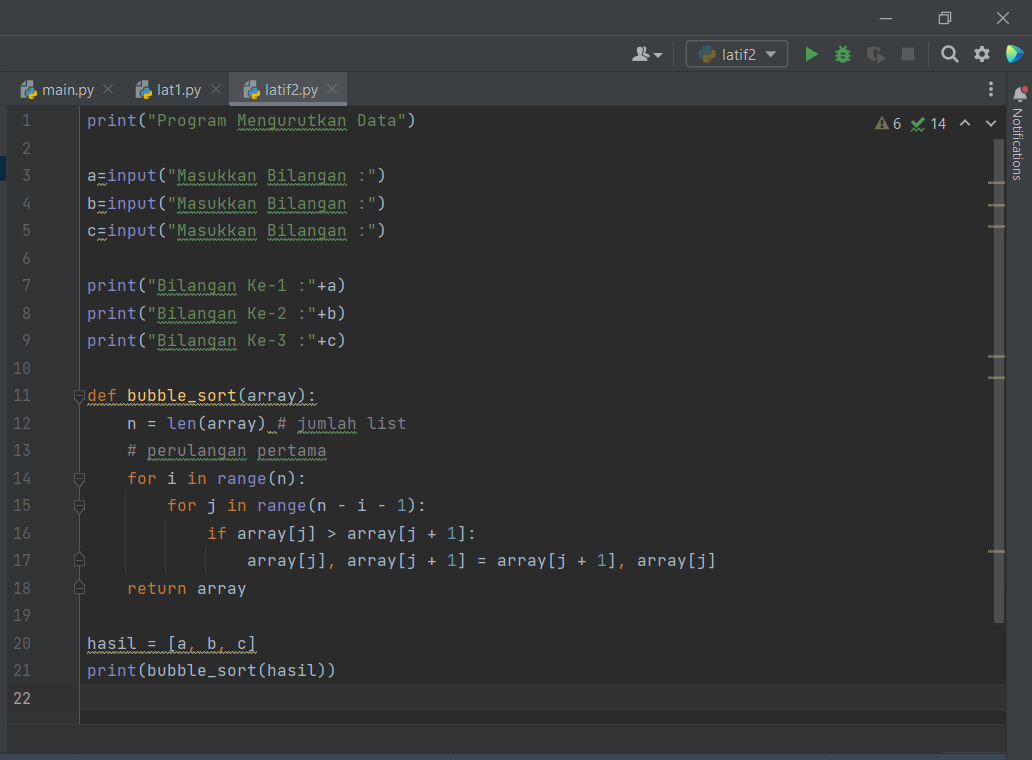 latif2
main.py
lat1.py
latif2.py
6
14
Notifications
1 print("Program Mengurutkan Data")
2
3 a=input("Masukkan Bilangan :")
4 b=input("Masukkan Bilangan :")
5 c=input("Masukkan Bilangan :")
6
7 print("Bilangan Ke-1 :"+a)
8 print("Bilangan Ke-2 :"+b)
9 print("Bilangan Ke-3 :"+c)
10
11 def bubble_sort(array):
12     n = len(array) # jumlah list
13     # perulangan pertama
14     for i in range(n):
15         for j in range(n - i - 1):
16             if array[j] > array[j + 1]:
17                 array[j], array[j + 1] = array[j + 1], array[j]
18     return array
19
20 hasil = [a, b, c]
21 print(bubble_sort(hasil))
22